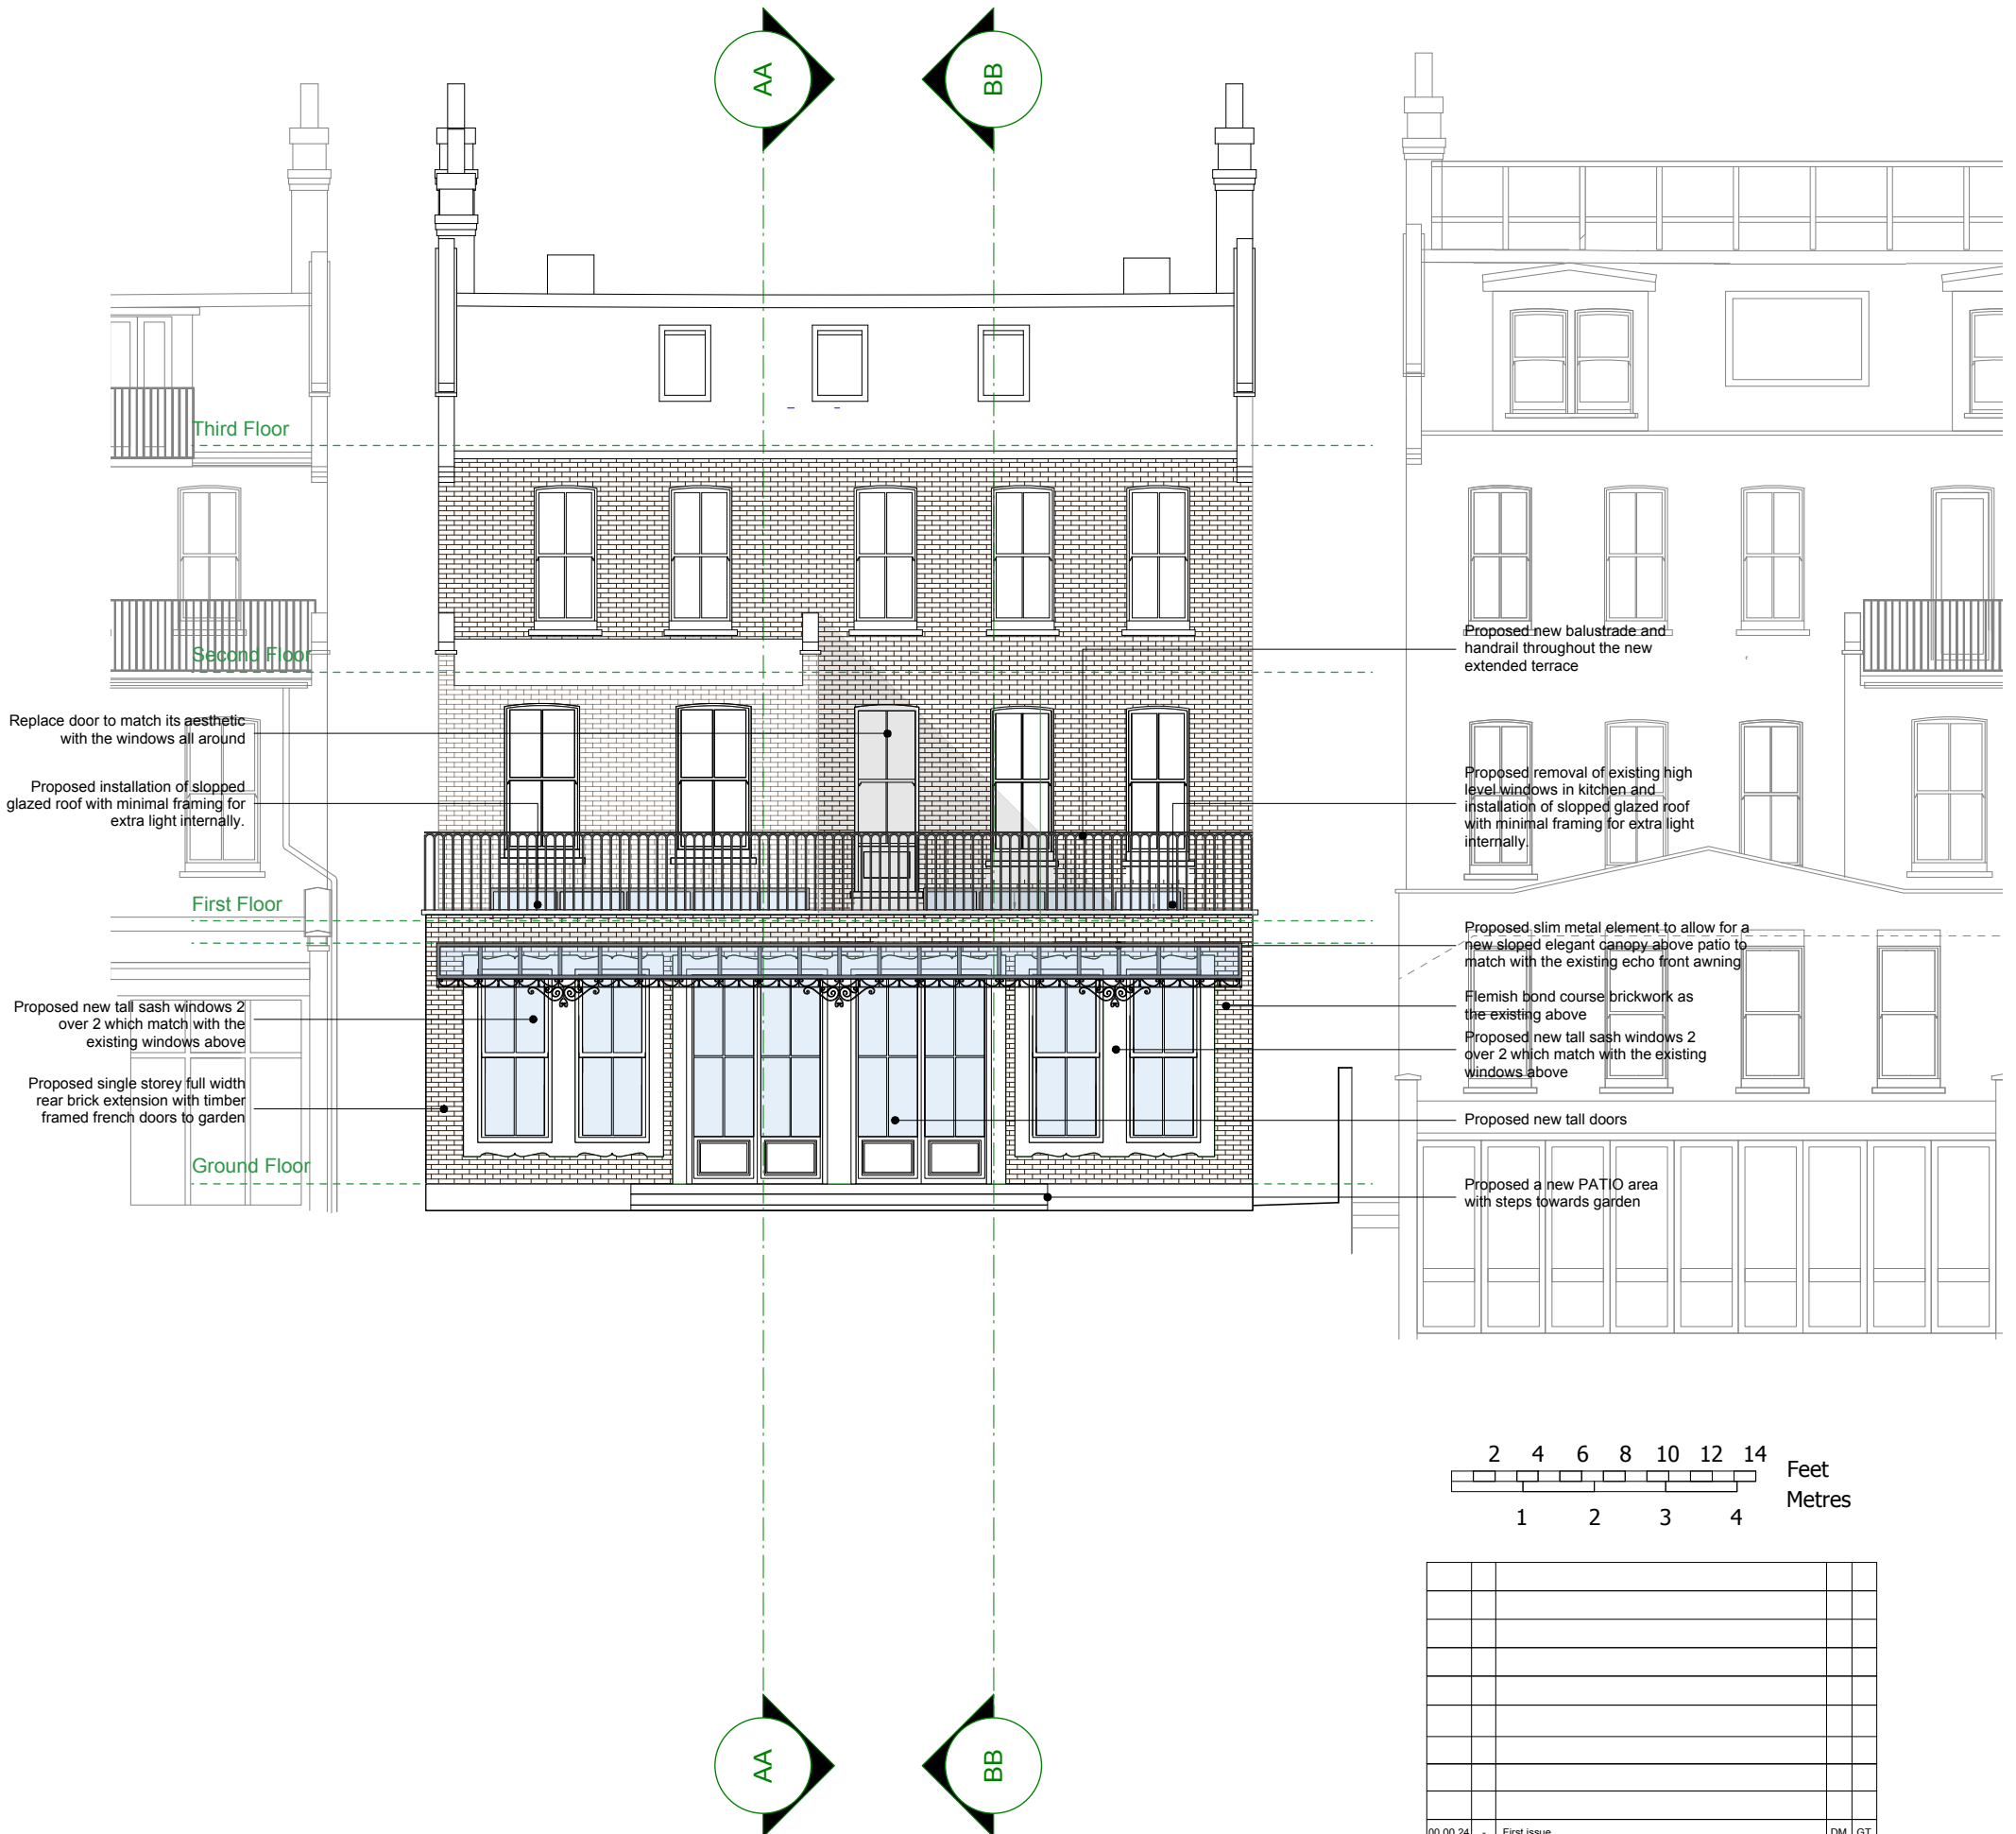 AA
BB
Third Floor
Second Floor
Proposed new balustrade and
handrail throughout the new
extended terrace
Replace door to match its aesthetic
with the windows all around
Proposed installation of slopped
glazed roof with minimal framing for
extra light internally.
Proposed removal of existing high
level windows in kitchen and
installation of slopped glazed roof
with minimal framing for extra light
internally.
First Floor
Proposed slim metal element to allow for a
new sloped elegant canopy above patio to
match with the existing echo front awning
Proposed new tall sash windows 2
over 2 which match with the
existing windows above
Flemish bond course brickwork as
the existing above
Proposed new tall sash windows 2
over 2 which match with the existing
windows above
Proposed single storey full width
rear brick extension with timber
framed french doors to garden
Proposed new tall doors
Ground Floor
Proposed a new PATIO area
with steps towards garden
2 4 6 8 10 12 14
Feet
Metres
1 2 3 4
AA
BB
00.00.24 - First issue DM GT